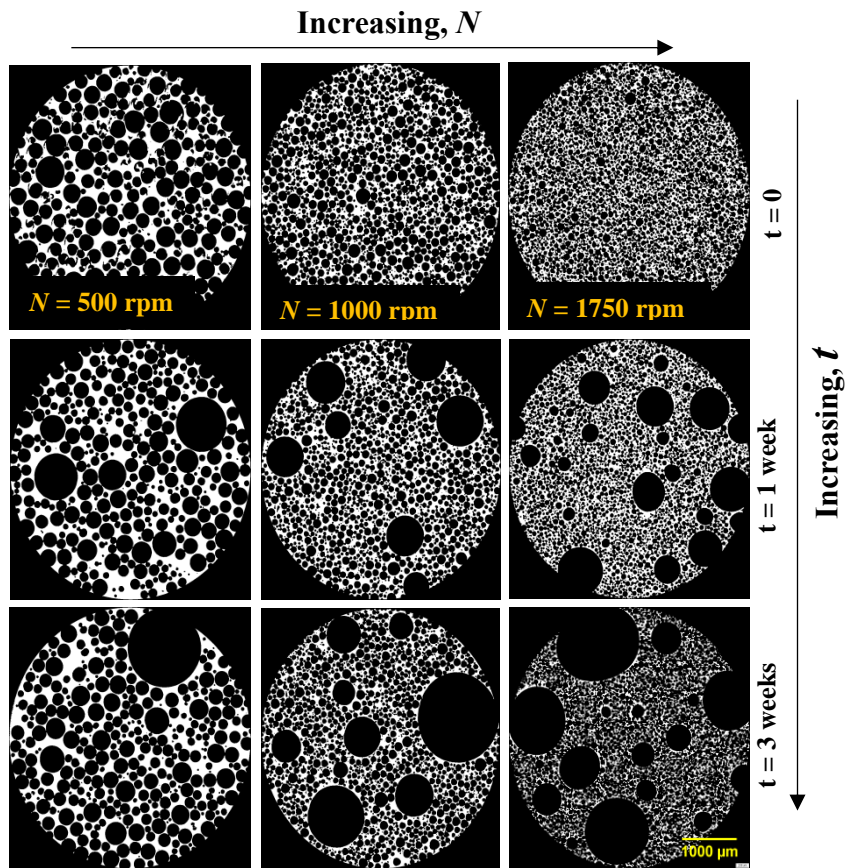 Increasing, N
t = 0
N = 500 rpm
N = 1000 rpm
N = 1750 rpm
Increasing, t
t = 1 week
t = 3 weeks
1000 µm